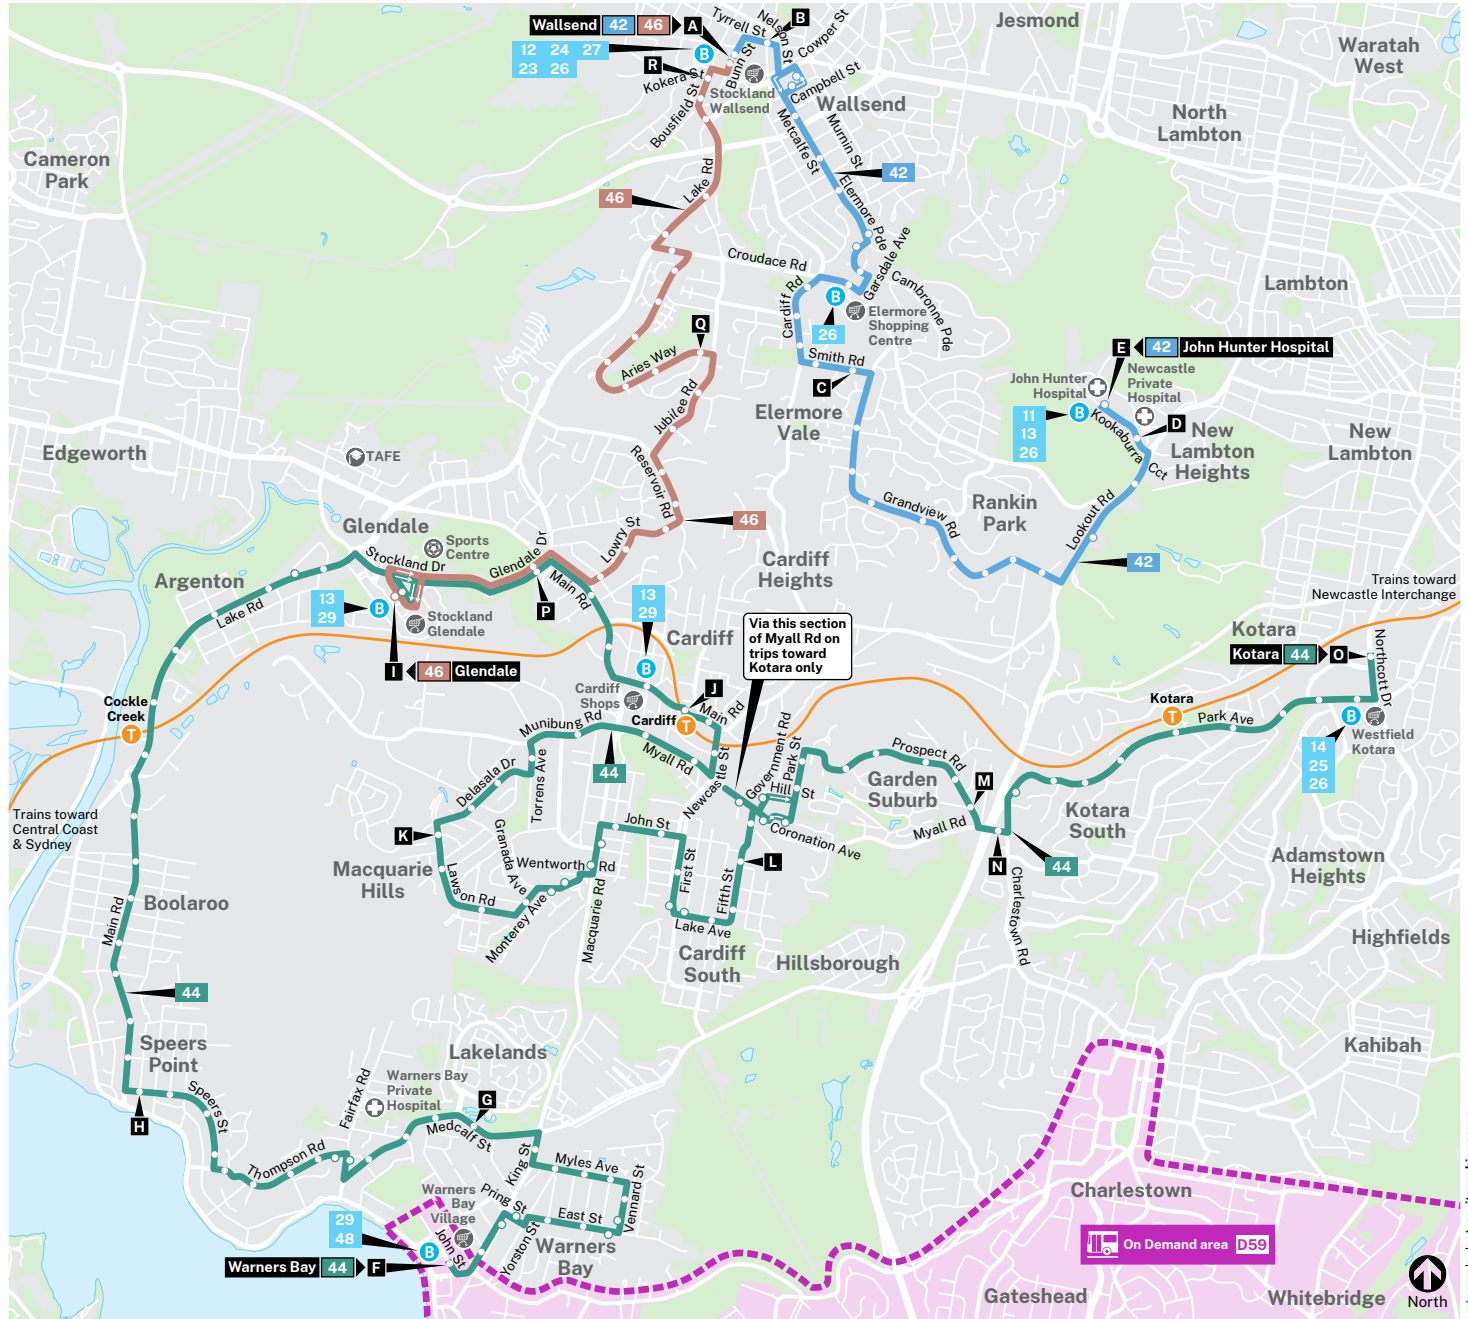 Jesmond
Waratah
West
Wallsend 42 46 A
Tyrrell St
Nelson St
B
Cowper St
12 24 27
23 26
B
R
Kokera St
Bunn St
Stockland
Wallsend
Campbell St
Wallsend
North
Lambton
Bousfield St
Metcalfe St
Murnin St
Cameron
Park
42
Lake Rd
46
Elermore Pde
Garsdale Ave
Croudace Rd
Cambronne Pde
Lambton
Cardiff Rd
B
26
Elermore
Shopping
Centre
Q
Aries Way
Smith Rd
C
E 42 John Hunter Hospital
John Hunter
Hospital
Newcastle
Private
Hospital
B
11
13
26
Kookaburra
Cct
D
Jubilee Rd
Elermore
Vale
New
Lambton
Heights
New
Lambton
Edgeworth
TAFE
Reservoir Rd
Grandview Rd
Rankin
Park
Lookout Rd
46
Glendale
Sports
Centre
Stockland Dr
Glendale Dr
Lowry St
Main Rd
Cardiff
Heights
42
Argenton
Lake Rd
13
29
B
Stockland
Glendale
P
13
29
Trains toward
Newcastle Interchange
I 46 Glendale
Cardiff
B
Via this section
of Myall Rd on
trips toward
Kotara only
Kotara
Kotara 44 O
Northcott Dr
Cockle
Creek
T
Cardiff
Shops
J
Main Rd
Cardiff T
Kotara
T
Park Ave
B
Westfield
Kotara
14
25
26
Munibung Rd
Myall Rd
44
Newcastle St
Government Rd
Park St
Hill St
Prospect Rd
Garden
Suburb
M
Delasala Dr
Torrens Ave
Trains toward
Central Coast
& Sydney
K
John St
Coronation Ave
Myall Rd
Kotara
South
N
44
Granada Ave
Wentworth Rd
Macquarie
Hills
Lawson Rd
Monterey Ave
Macquarie Rd
First St
Fifth St
L
Lake Ave
Charlestown Rd
Adamstown
Heights
Boolaroo
Main Rd
Cardiff
South
Hillsborough
Highfields
44
Speers
Point
Lakelands
Kahibah
Warners Bay
Private
Hospital
G
Fairfax Rd
Speers St
H
Medcalf St
Thompson Rd
King St
Myles Ave
Vennard St
Charlestown
Warners
Bay
Village
Pring St
East St
29
48
B
John St
Yorston St
Warners
Bay
Warners Bay 44 F
On Demand area D59
Gateshead
Whitebridge
North